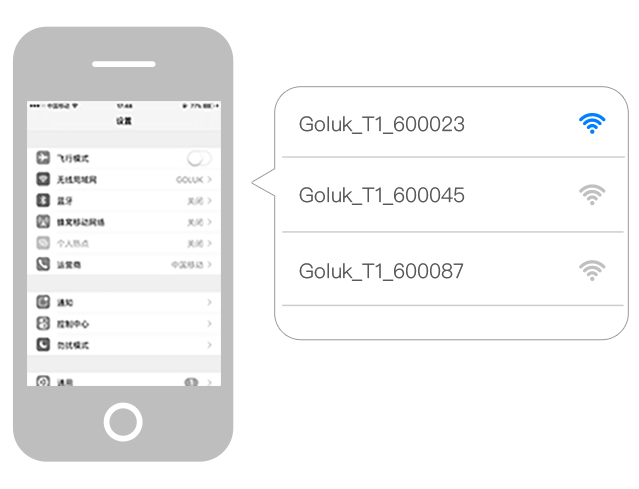 中国移动 17:44 77%
设置
飞行模式
无线局域网 GOLUK
蓝牙 关闭
蜂窝移动网络 关闭
个人热点 关闭
运营商 中国移动
通知
控制中心
勿扰模式
通用 1
Goluk_T1_600023
Goluk_T1_600045
Goluk_T1_600087